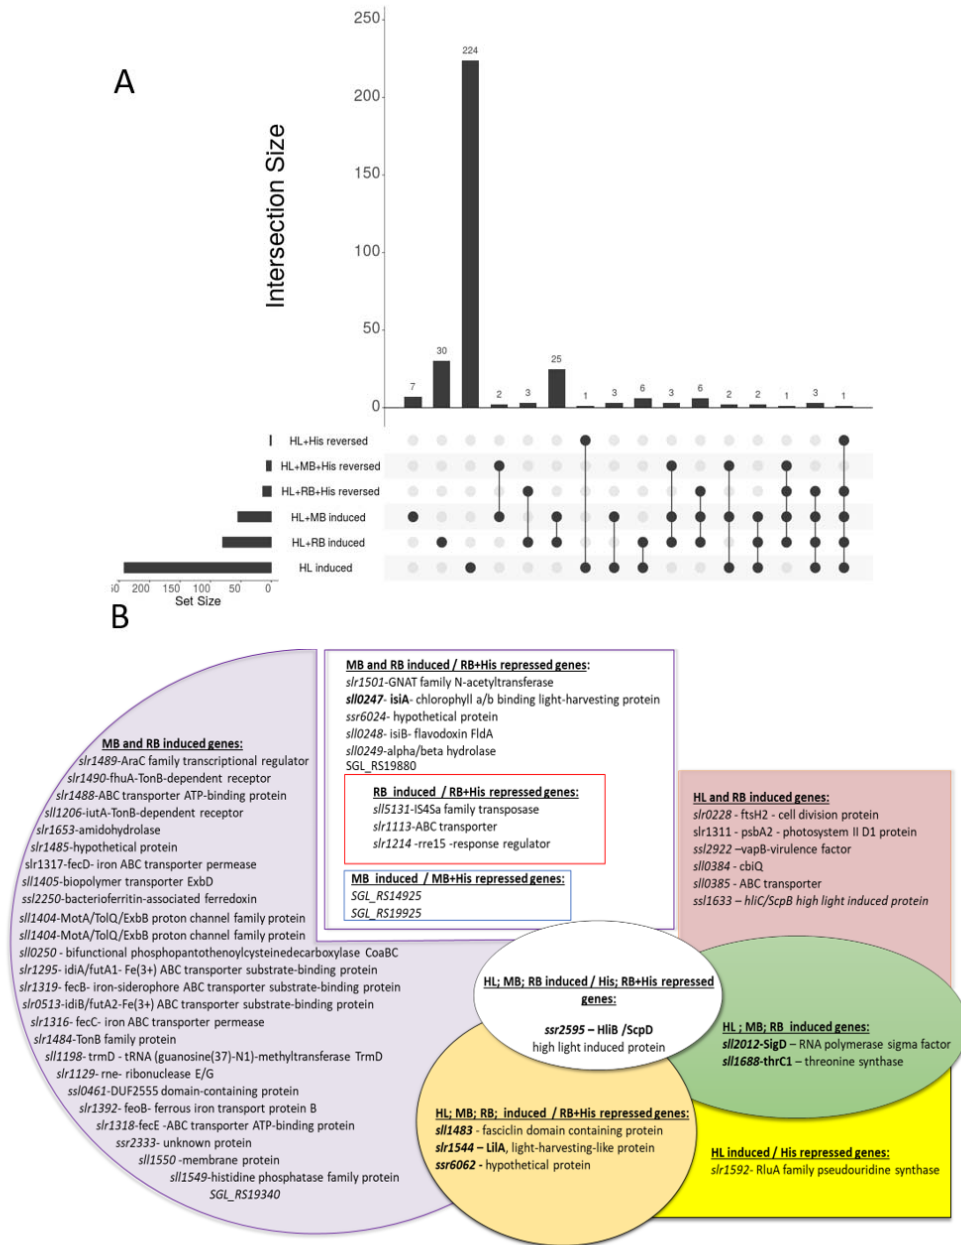 A
Intersection Size
250
200
150
100
50
0
7
30
224
2
3
25
1
3
6
3
6
2
2
1
3
1
HL+His reversed
HL+MB+His reversed
HL+RB+His reversed
HL+MB induced
HL+RB induced
HL induced
200 150 100 50 0
Set Size
B
MB and RB induced genes:
slr1489-AraC family transcriptional regulator
slr1490-fhuA-TonB-dependent receptor
slr1488-ABC transporter ATP-binding protein
sll1206-iutA-TonB-dependent receptor
slr1653-amidohydrolase
slr1485-hypothetical protein
slr1317-fecD- iron ABC transporter permease
sll1405-biopolymer transporter ExbD
ssl2250-bacterioferritin-associated ferredoxin
sll1404-MotA/TolQ/ExbB proton channel family protein
sll1404-MotA/TolQ/ExbB proton channel family protein
sll0250 - bifunctional phosphopantothenoylcysteinedecarboxylase CoaBC
slr1295- idiA/futA1- Fe(3+) ABC transporter substrate-binding protein
slr1319- fecB- iron-siderophore ABC transporter substrate-binding protein
slr0513-idiB/futA2-Fe(3+) ABC transporter substrate-binding protein
slr1316- fecC- iron ABC transporter permease
slr1484-TonB family protein
sll1198- trmD - tRNA (guanosine(37)-N1)-methyltransferase TrmD
slr1129- rne- ribonuclease E/G
ssl0461-DUF2555 domain-containing protein
slr1392- feoB- ferrous iron transport protein B
slr1318-fecE -ABC transporter ATP-binding protein
ssr2333- unknown protein
sll1550 -membrane protein
sll1549-histidine phosphatase family protein
SGL_RS19340
MB and RB induced / RB+His repressed genes:
slr1501-GNAT family N-acetyltransferase
sll0247- isiA- chlorophyll a/b binding light-harvesting protein
ssr6024- hypothetical protein
sll0248- isiB- flavodoxin FldA
sll0249-alpha/beta hydrolase
SGL_RS19880
RB induced / RB+His repressed genes:
sll5131-IS4Sa family transposase
slr1113-ABC transporter
slr1214 -rre15 -response regulator
MB induced / MB+His repressed genes:
SGL_RS14925
SGL_RS19925
HL and RB induced genes:
slr0228 - ftsH2 - cell division protein
slr1311 - psbA2 - photosystem II D1 protein
ssl2922 –vapB-virulence factor
sll0384 - cbiQ
sll0385 - ABC transporter
ssl1633 – hliC/ScpB high light induced protein
HL; MB; RB induced / His; RB+His repressed
genes:
ssr2595 – HliB /ScpD
high light induced protein
HL ; MB; RB induced genes:
sll2012-SigD – RNA polymerase sigma factor
sll1688-thrC1 – threonine synthase
HL; MB; RB; induced / RB+His repressed genes:
sll1483 - fasciclin domain containing protein
slr1544 – LilA, light-harvesting-like protein
ssr6062 - hypothetical protein
HL induced / His repressed genes:
slr1592- RluA family pseudouridine synthase